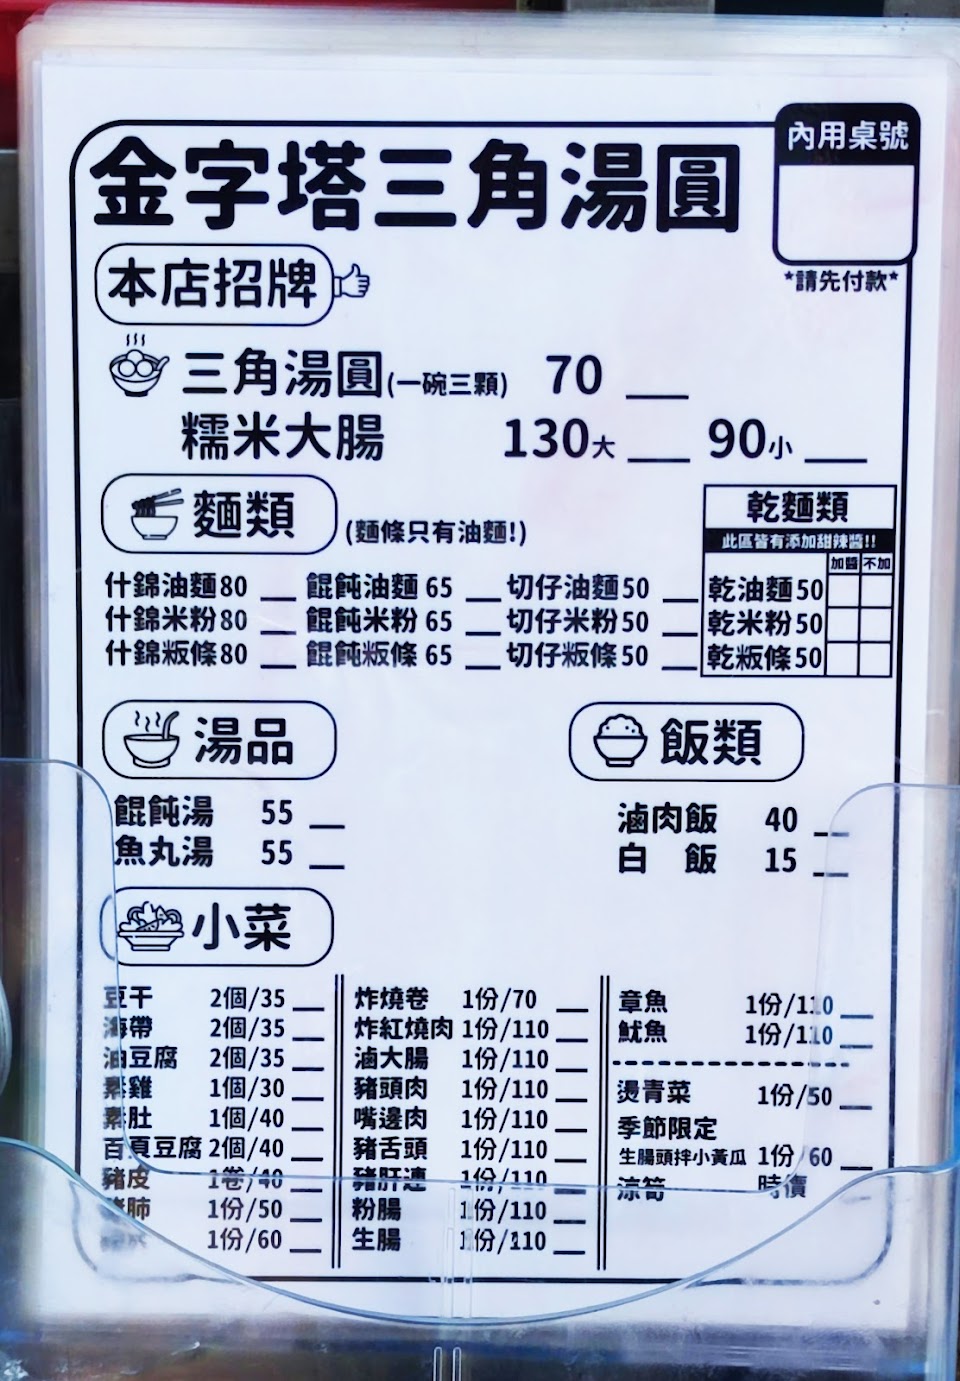 金字塔三角湯圓
內用桌號
*請先付款*
本店招牌
三角湯圓(一碗三顆) 70
糯米大腸 130大 90小
麵類 (麵條只有油麵!)
什錦油麵80 餛飩油麵 65 切仔油麵50
什錦米粉80 餛飩米粉 65 切仔米粉50
什錦粄條80 餛飩粄條 65 切仔粄條50
乾麵類
此區皆有添加甜辣醬!!
加醬 不加
乾油麵50
乾米粉50
乾粄條50
湯品
餛飩湯 55
魚丸湯 55
飯類
滷肉飯 40
白 飯 15
小菜
豆干 2個/35
海帶 2個/35
油豆腐 2個/35
素雞 1個/30
素肚 1個/40
百頁豆腐 2個/40
豬皮 1卷/40
豬肺 1份/50
1份/60
炸燒卷 1份/70
炸紅燒肉 1份/110
滷大腸 1份/110
豬頭肉 1份/110
嘴邊肉 1份/110
豬舌頭 1份/110
豬肝連 1份/110
粉腸 1份/110
生腸 1份/110
章魚 1份/110
魷魚 1份/110
燙青菜 1份/50
季節限定
生腸頭拌小黃瓜 1份/60
涼筍 時價